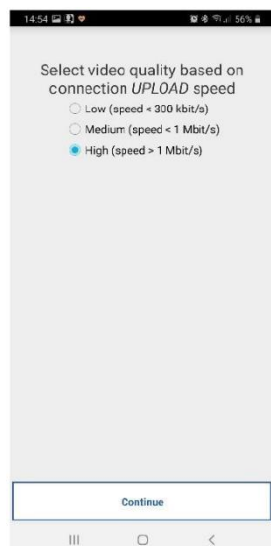 14:54 56%
Select video quality based on
connection UPLOAD speed
Low (speed < 300 kbit/s)
Medium (speed < 1 Mbit/s)
High (speed > 1 Mbit/s)
Continue